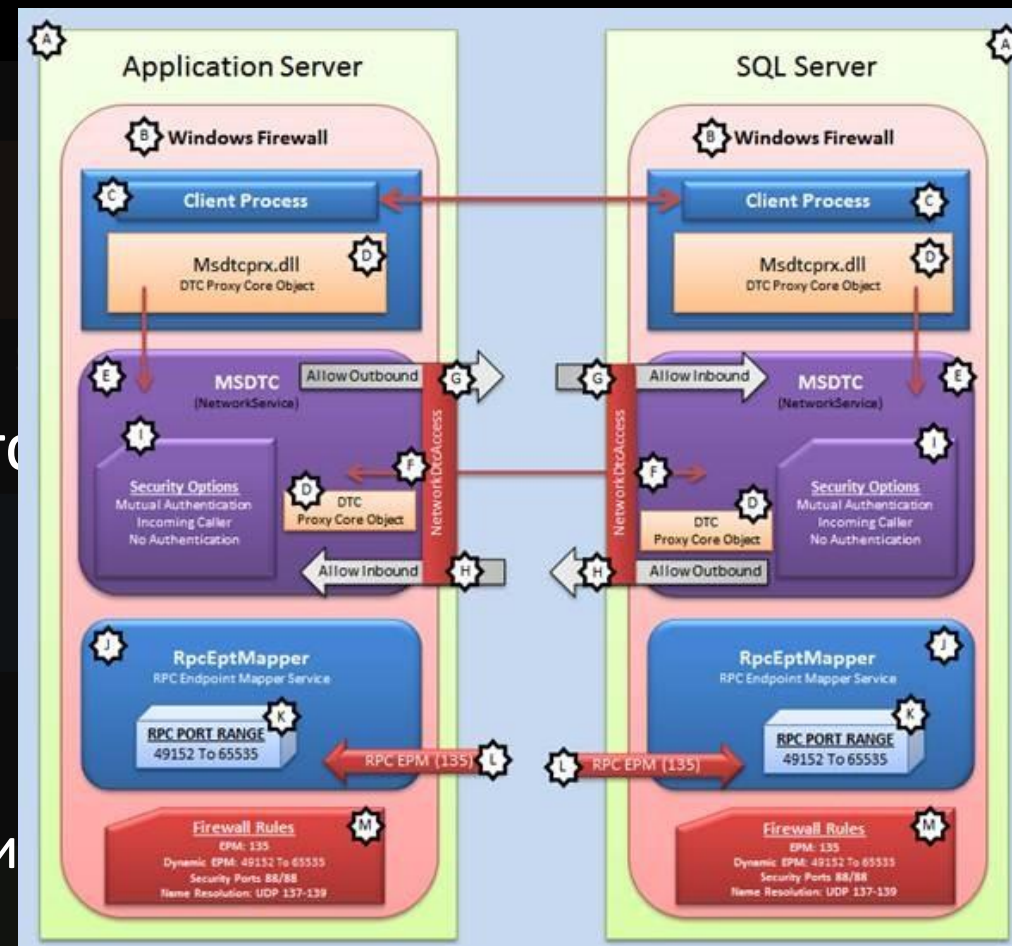 A
Application Server
B
Windows Firewall
C
Client Process
D
Msdtcprx.dll
DTC Proxy Core Object
E
MSDTC
(NetworkService)
Allow Outbound
G
I
Security Options
Mutual Authentication
Incoming Caller
No Authentication
F
D
DTC
Proxy Core Object
NetworkDtcAccess
Allow Inbound
H
J
RpcEptMapper
RPC Endpoint Mapper Service
K
RPC PORT RANGE
49152 To 65535
RPC EPM (135)
L
M
Firewall Rules
EPM: 135
Dynamic EPM: 49152 To 65535
Security Ports 88/88
Name Resolution: UDP 137-139
A
SQL Server
B
Windows Firewall
Client Process
C
D
Msdtcprx.dll
DTC Proxy Core Object
G
Allow Inbound
MSDTC
(NetworkService)
E
I
Security Options
Mutual Authentication
Incoming Caller
No Authentication
NetworkDtcAccess
F
D
DTC
Proxy Core Object
H
Allow Outbound
J
RpcEptMapper
RPC Endpoint Mapper Service
K
RPC PORT RANGE
49152 To 65535
L
RPC EPM (135)
M
Firewall Rules
EPM: 135
Dynamic EPM: 49152 To 65535
Security Ports 88/88
Name Resolution: UDP 137-139